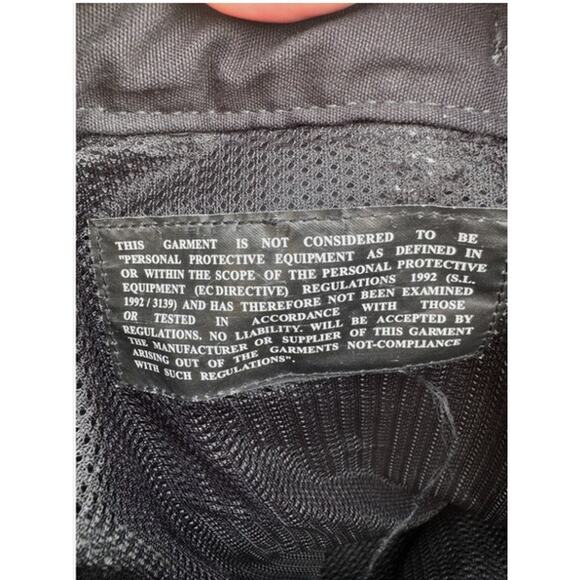 THIS GARMENT IS NOT CONSIDERED TO BE
"PERSONAL PROTECTIVE EQUIPMENT AS DEFINED IN
OR WITHIN THE SCOPE OF THE PERSONAL PROTECTIVE
EQUIPMENT (EC DIRECTIVE) REGULATIONS 1992 (S.L.
1992 / 3139) AND HAS THEREFORE NOT BEEN EXAMINED
OR TESTED IN ACCORDANCE WITH THOSE
REGULATIONS. NO LIABILITY. WILL BE ACCEPTED BY
THE MANUFACTURER OR SUPPLIER OF THIS GARMENT
ARISING OUT OF THE GARMENTS NOT-COMPLIANCE
WITH SUCH REGULATIONS".